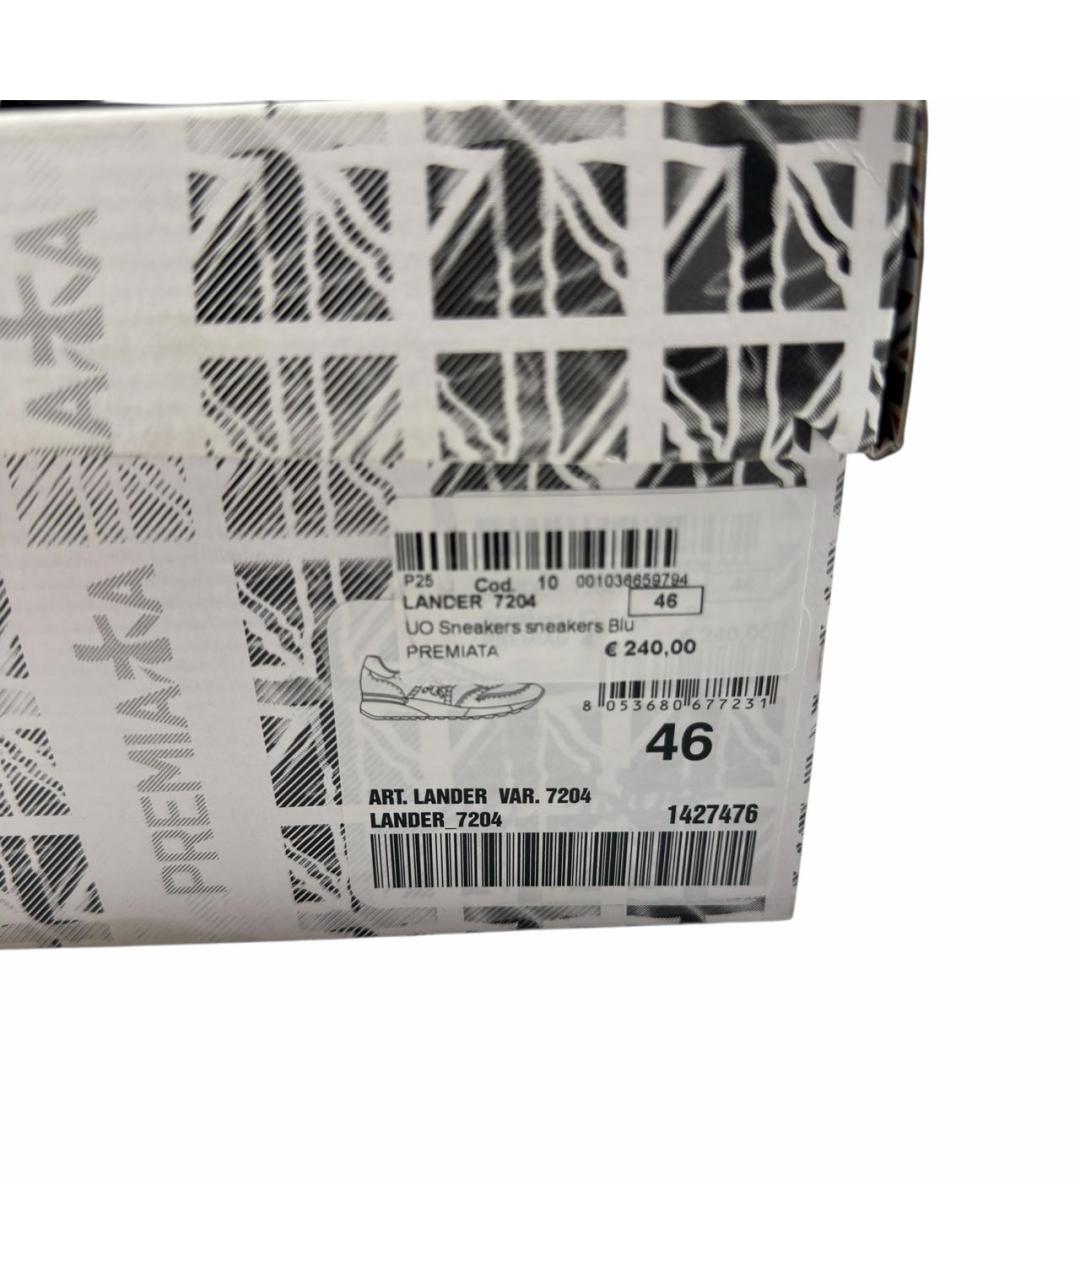 PREMIATA
P25 Cod. 10 001036659794
LANDER 7204 46
UO Sneakers sneakers Blu
PREMIATA € 240,00
8 053680 677231
46
ART. LANDER VAR. 7204
LANDER_7204 1427476